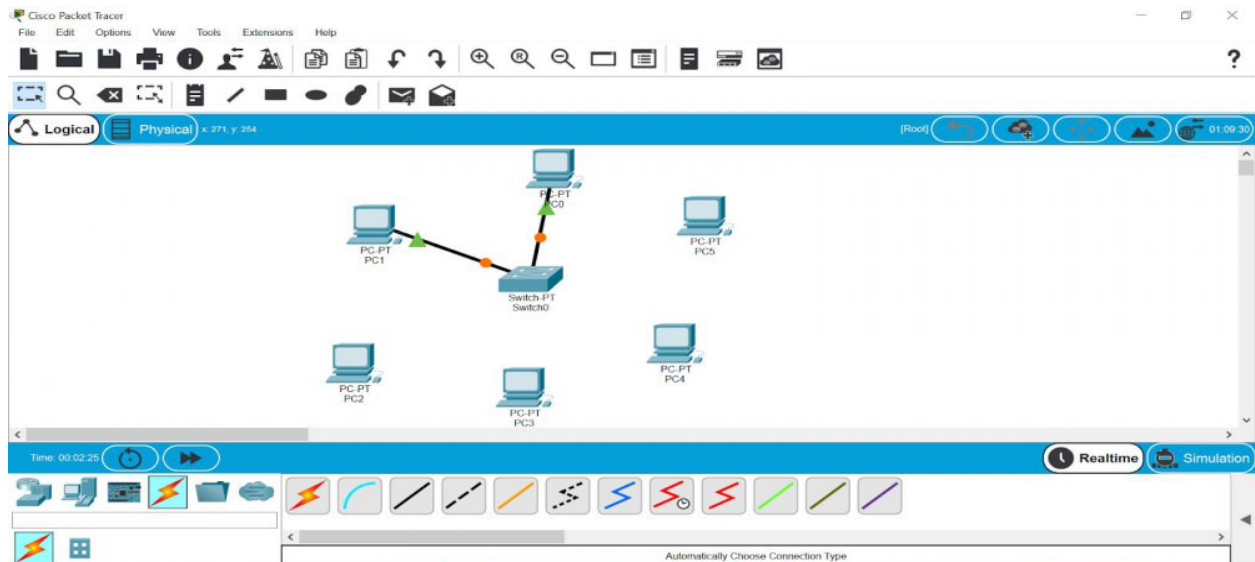 Cisco Packet Tracer
File Edit Options View Tools Extensions Help
?
Logical Physical x: 271, y: 254 [Root] 01:09:30
PC-PT
PC0
PC-PT
PC1
PC-PT
PC5
Switch-PT
Switch0
PC-PT
PC4
PC-PT
PC2
PC-PT
PC3
Time: 00:02:25 Realtime Simulation
Automatically Choose Connection Type